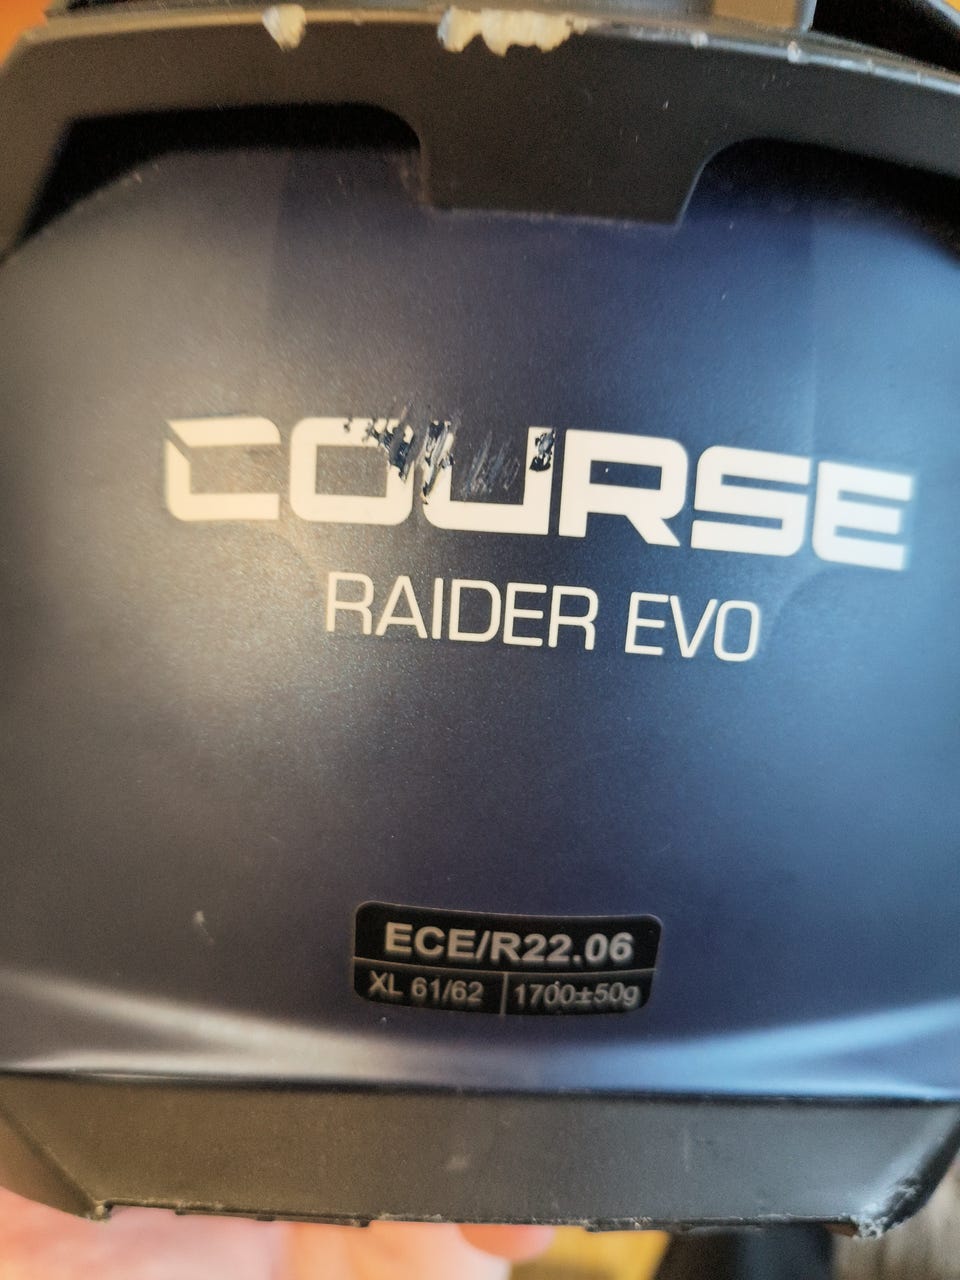 COURSE
RAIDER EVO
ECE/R22.06
XL 61/62 1700±50g